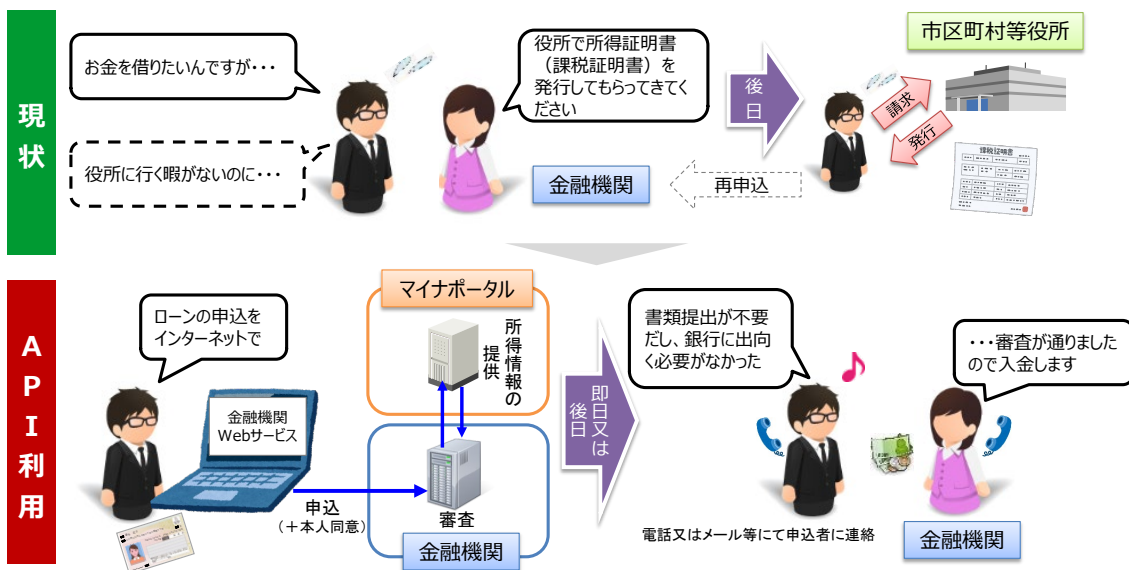 現状
お金を借りたいんですが・・・
役所に行く暇がないのに・・・
役所で所得証明書
（課税証明書）を
発行してもらってきてく
ださい
金融機関
後日
再申込
市区町村等役所
請求
発行
課税証明書
API利用
ローンの申込を
インターネットで
金融機関
Webサービス
申込
（＋本人同意）
マイナポータル
所得情報の
提供
審査
金融機関
即日又は
後日
書類提出が不要
だし、銀行に出向
く必要がなかった
・・・審査が通りました
ので入金します
電話又はメール等にて申込者に連絡
金融機関